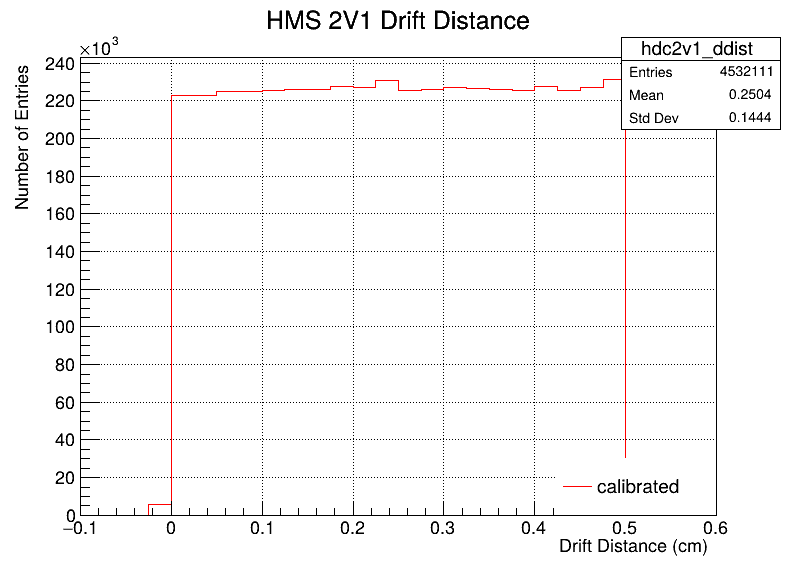 HMS 2V1 Drift Distance
×10³
hdc2v1_ddist
Entries 4532111
Mean 0.2504
Std Dev 0.1444
Number of Entries
240
220
200
180
160
140
120
100
80
60
40
20
0
−0.1 0 0.1 0.2 0.3 0.4 0.5 0.6
calibrated
Drift Distance (cm)